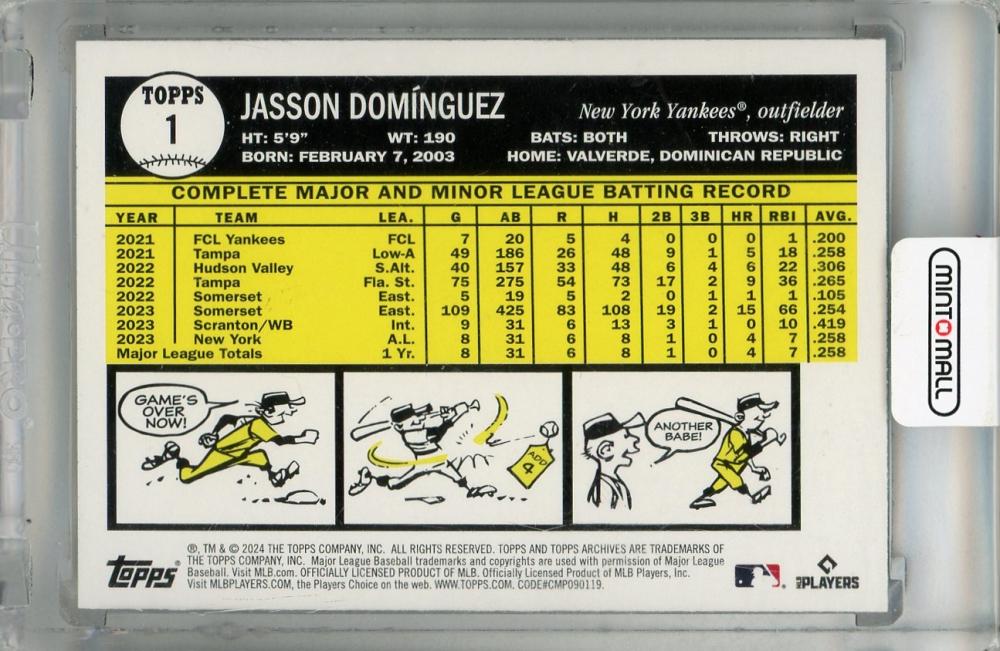 TOPPS
1
JASSON DOMÍNGUEZ
New York Yankees®, outfielder
HT: 5'9" WT: 190 BATS: BOTH THROWS: RIGHT
BORN: FEBRUARY 7, 2003 HOME: VALVERDE, DOMINICAN REPUBLIC
COMPLETE MAJOR AND MINOR LEAGUE BATTING RECORD
YEAR TEAM LEA. G AB R H 2B 3B HR RBI AVG.
2021 FCL Yankees FCL 7 20 5 4 0 0 0 1 .200
2021 Tampa Low-A 49 186 26 48 9 1 5 18 .258
2022 Hudson Valley S.Alt. 40 157 33 48 6 4 6 22 .306
2022 Tampa Fla. St. 75 275 54 73 17 2 9 36 .265
2022 Somerset East. 5 19 5 2 0 1 1 1 .105
2023 Somerset East. 109 425 83 108 19 2 15 66 .254
2023 Scranton/WB Int. 9 31 6 13 3 1 0 10 .419
2023 New York A.L. 8 31 6 8 1 0 4 7 .258
Major League Totals 1 Yr. 8 31 6 8 1 0 4 7 .258
GAME'S
OVER
NOW!
ADD
4
ANOTHER
BABE!
®, TM & © 2024 THE TOPPS COMPANY, INC. ALL RIGHTS RESERVED. TOPPS AND TOPPS ARCHIVES ARE TRADEMARKS OF
THE TOPPS COMPANY, INC. Major League Baseball trademarks and copyrights are used with permission of Major League
Baseball. Visit MLB.com. OFFICIALLY LICENSED PRODUCT OF MLB. Officially Licensed Product of MLB Players, Inc.
Visit MLBPLAYERS.COM, the Players Choice on the web. WWW.TOPPS.COM. CODE#CMP090119.
TOPPS
MLB PLAYERS
MINT MALL